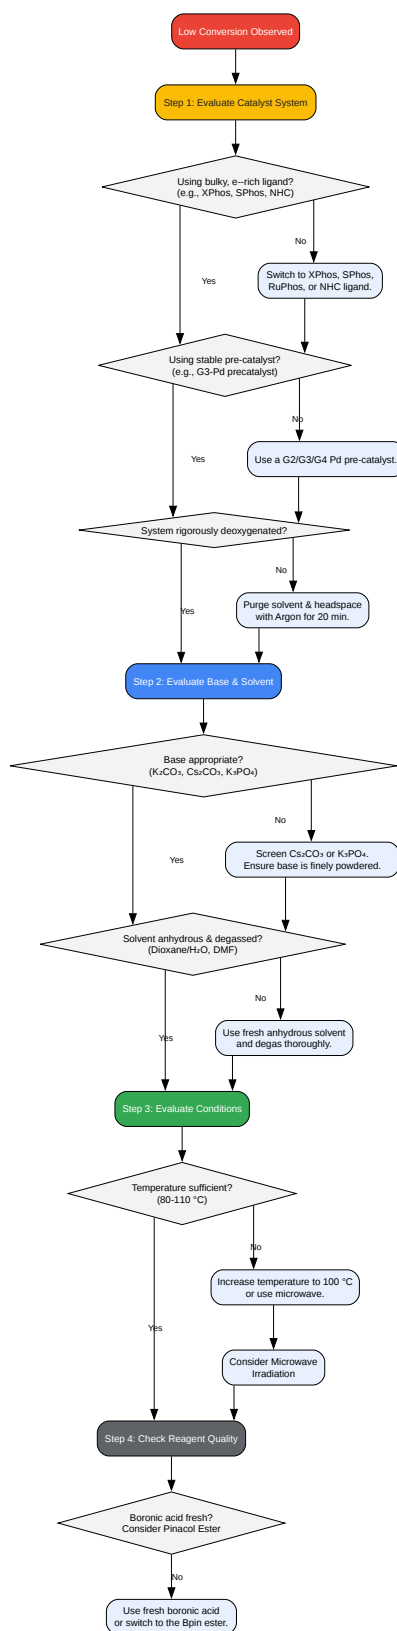 Low Conversion Observed
Step 1: Evaluate Catalyst System
Using bulky, e--rich ligand?
(e.g., XPhos, SPhos, NHC)
No
Switch to XPhos, SPhos,
RuPhos, or NHC ligand.
Yes
Using stable pre-catalyst?
(e.g., G3-Pd precatalyst)
No
Use a G2/G3/G4 Pd pre-catalyst.
Yes
System rigorously deoxygenated?
No
Purge solvent & headspace
with Argon for 20 min.
Yes
Step 2: Evaluate Base & Solvent
Base appropriate?
(K₂CO₃, Cs₂CO₃, K₃PO₄)
No
Screen Cs₂CO₃ or K₃PO₄.
Ensure base is finely powdered.
Yes
Solvent anhydrous & degassed?
(Dioxane/H₂O, DMF)
No
Use fresh anhydrous solvent
and degas thoroughly.
Yes
Step 3: Evaluate Conditions
Temperature sufficient?
(80-110 °C)
No
Increase temperature to 100 °C
or use microwave.
Yes
Consider Microwave
Irradiation
Step 4: Check Reagent Quality
Boronic acid fresh?
Consider Pinacol Ester
No
Use fresh boronic acid
or switch to the Bpin ester.